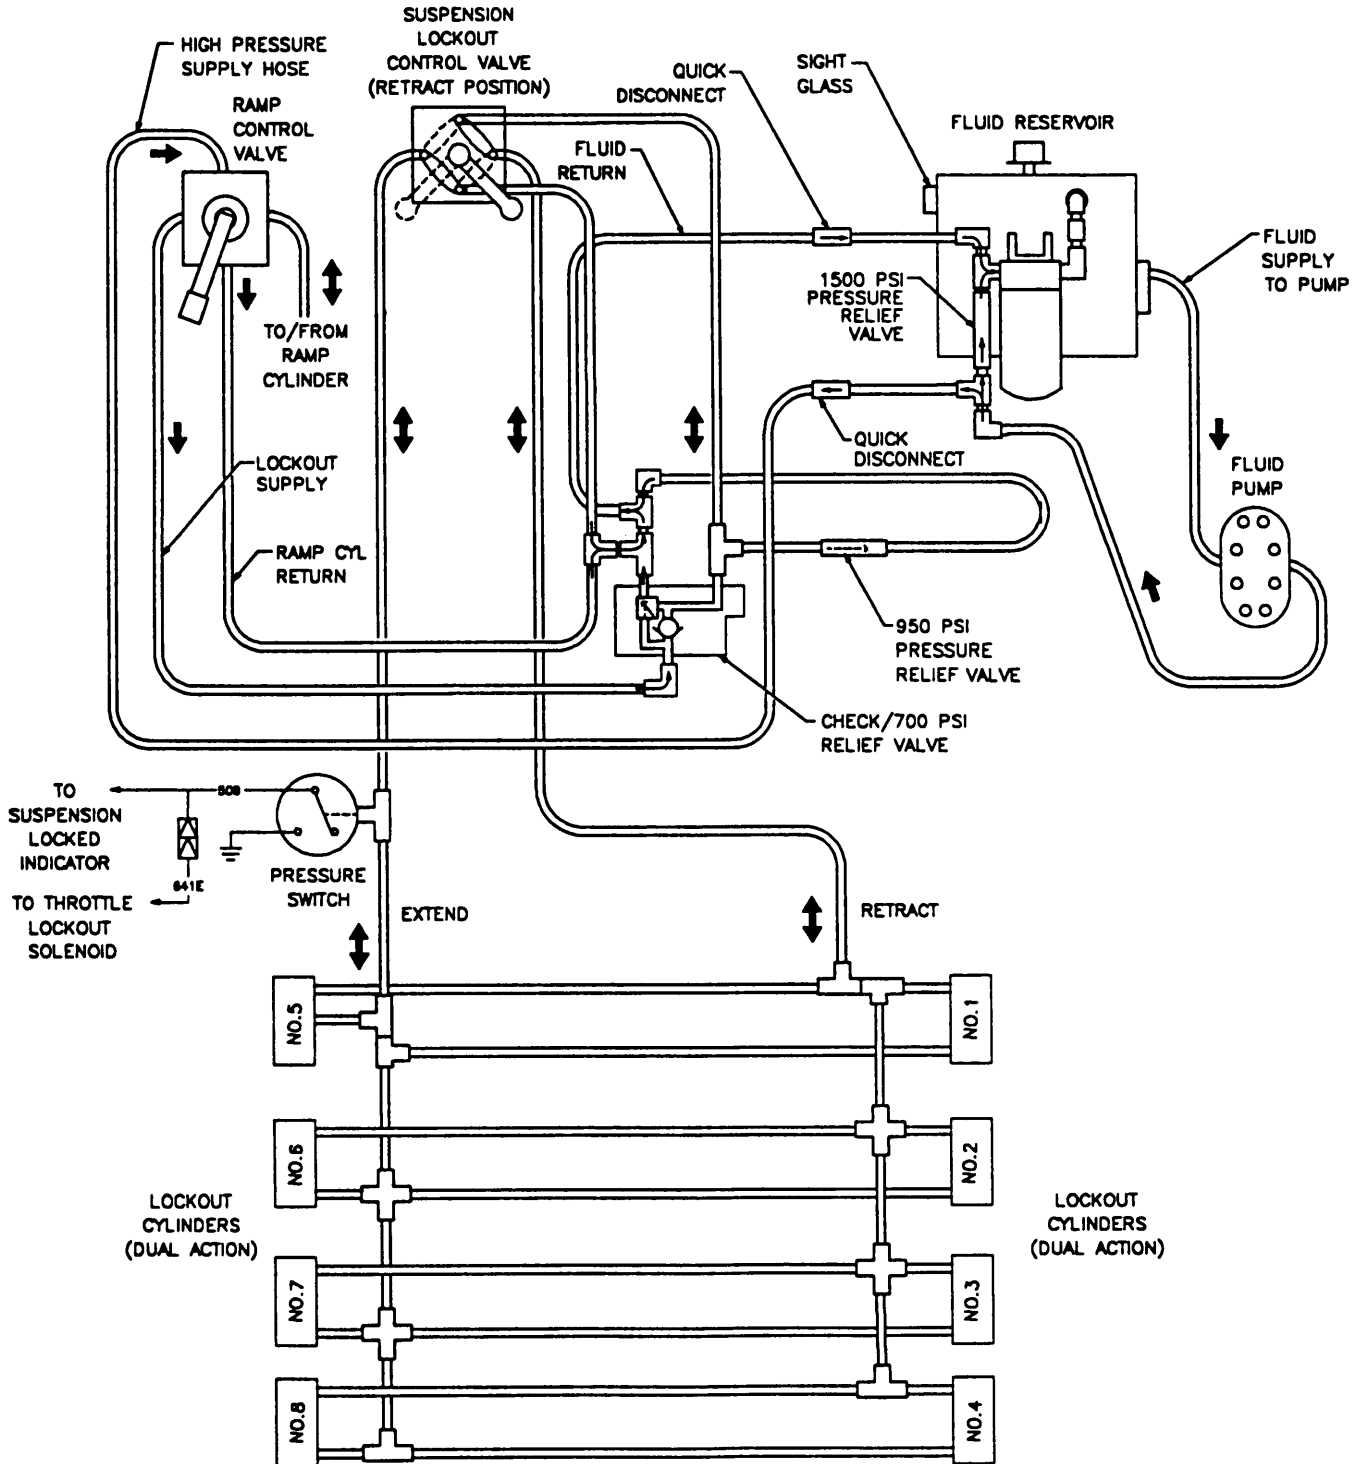 SUSPENSION
LOCKOUT
CONTROL VALVE
(RETRACT POSITION)
HIGH PRESSURE
SUPPLY HOSE
RAMP
CONTROL
VALVE
QUICK
DISCONNECT
SIGHT
GLASS
FLUID RESERVOIR
FLUID
RETURN
FLUID
SUPPLY
TO PUMP
1500 PSI
PRESSURE
RELIEF
VALVE
TO/FROM
RAMP
CYLINDER
QUICK
DISCONNECT
LOCKOUT
SUPPLY
FLUID
PUMP
RAMP CYL
RETURN
950 PSI
PRESSURE
RELIEF VALVE
CHECK/700 PSI
RELIEF VALVE
TO
SUSPENSION
LOCKED
INDICATOR
509
641E
TO THROTTLE
LOCKOUT
SOLENOID
PRESSURE
SWITCH
EXTEND
RETRACT
NO.5
NO.1
NO.6
NO.2
LOCKOUT
CYLINDERS
(DUAL ACTION)
LOCKOUT
CYLINDERS
(DUAL ACTION)
NO.7
NO.3
NO.8
NO.4